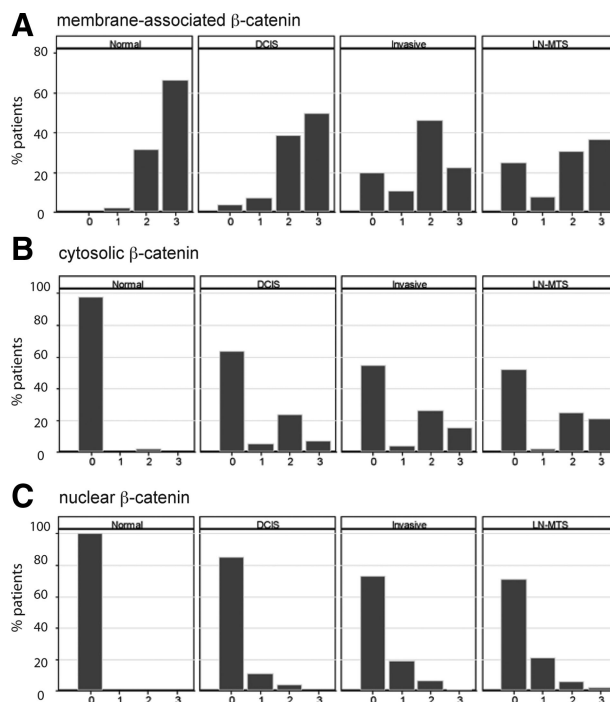 A membrane-associated β-catenin
Normal DCIS Invasive LN-MTS
80
60
40
20
0
% patients
0 1 2 3 0 1 2 3 0 1 2 3 0 1 2 3
B cytosolic β-catenin
Normal DCIS Invasive LN-MTS
100
80
60
40
20
0
% patients
0 1 2 3 0 1 2 3 0 1 2 3 0 1 2 3
C nuclear β-catenin
Normal DCIS Invasive LN-MTS
100
80
60
40
20
0
% patients
0 1 2 3 0 1 2 3 0 1 2 3 0 1 2 3